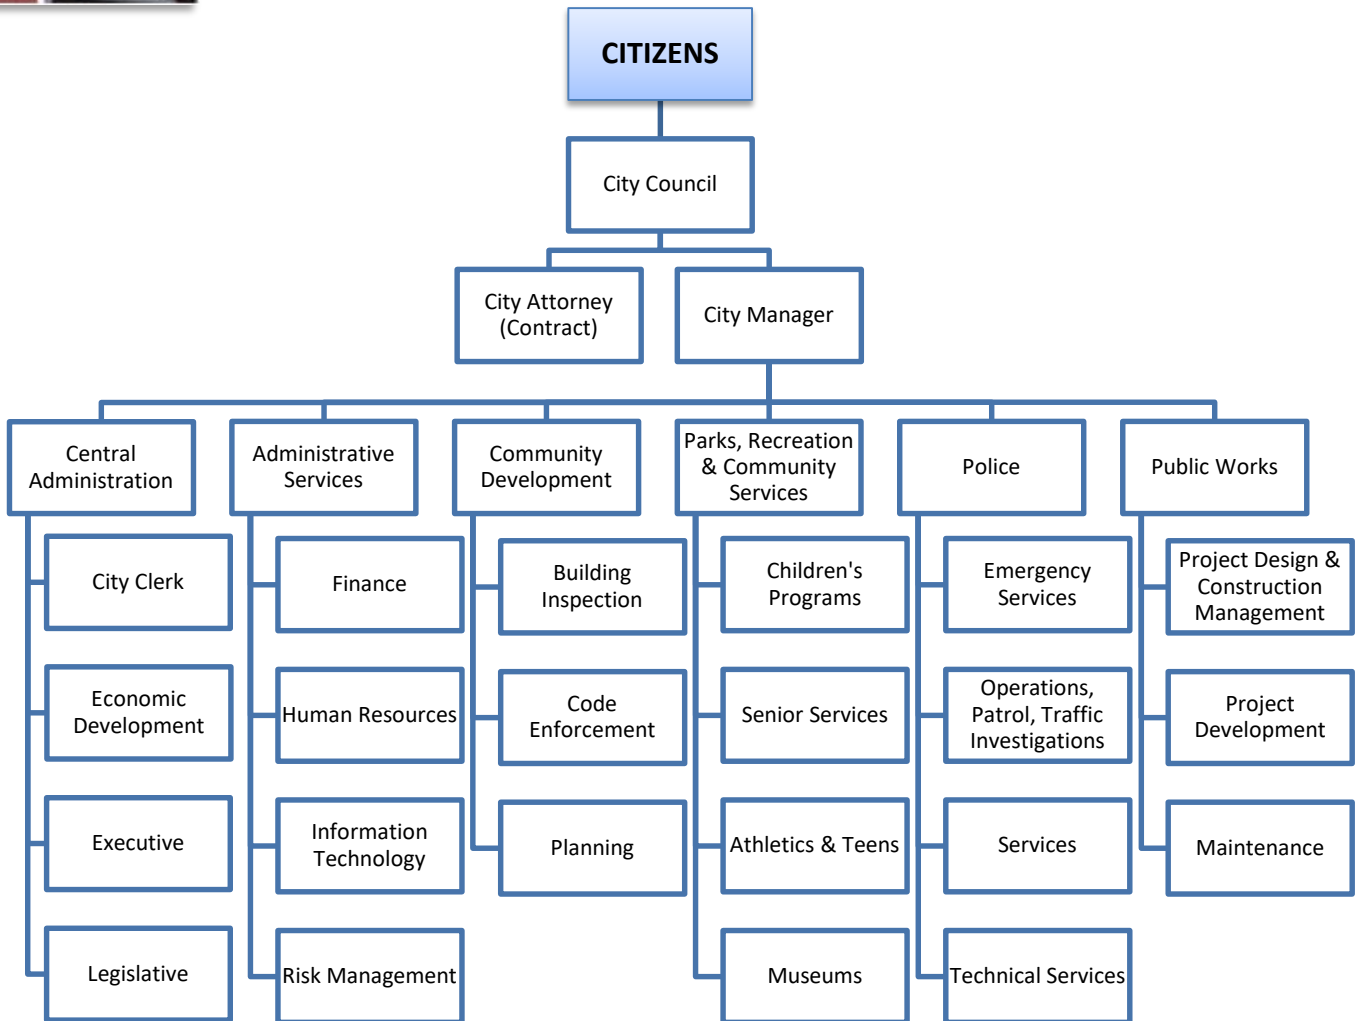 CITIZENS
City Council
City Attorney
(Contract)
City Manager
Central
Administration
Administrative
Services
Community
Development
Parks, Recreation
& Community
Services
Police
Public Works
City Clerk
Economic
Development
Executive
Legislative
Finance
Human Resources
Information
Technology
Risk Management
Building
Inspection
Code
Enforcement
Planning
Children's
Programs
Senior Services
Athletics & Teens
Museums
Emergency
Services
Operations,
Patrol, Traffic
Investigations
Services
Technical Services
Project Design &
Construction
Management
Project
Development
Maintenance